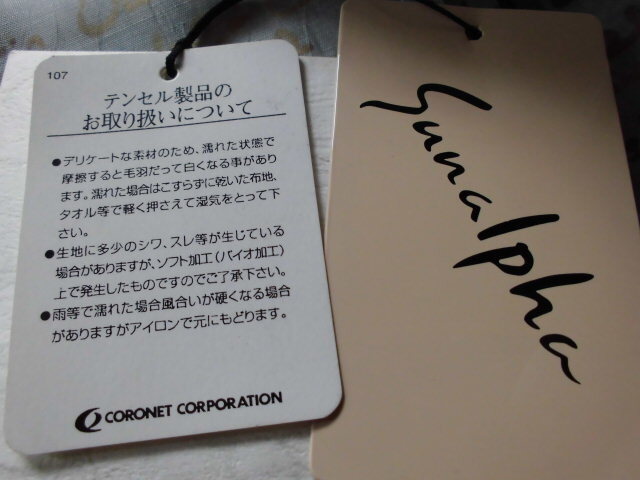 107
テンセル製品の
お取り扱いについて
●デリケートな素材のため、濡れた状態で
摩擦すると毛羽だって白くなる事があり
ます。濡れた場合はこすらずに乾いた布地、
タオル等で軽く押さえて湿気をとって下
さい。
●生地に多少のシワ、スレ等が生じている
場合がありますが、ソフト加工(バイオ加工)
上で発生したものですのでご了承下さい。
●雨等で濡れた場合風合いが硬くなる場合
がありますがアイロンで元にもどります。
CORONET CORPORATION
Sunalpha